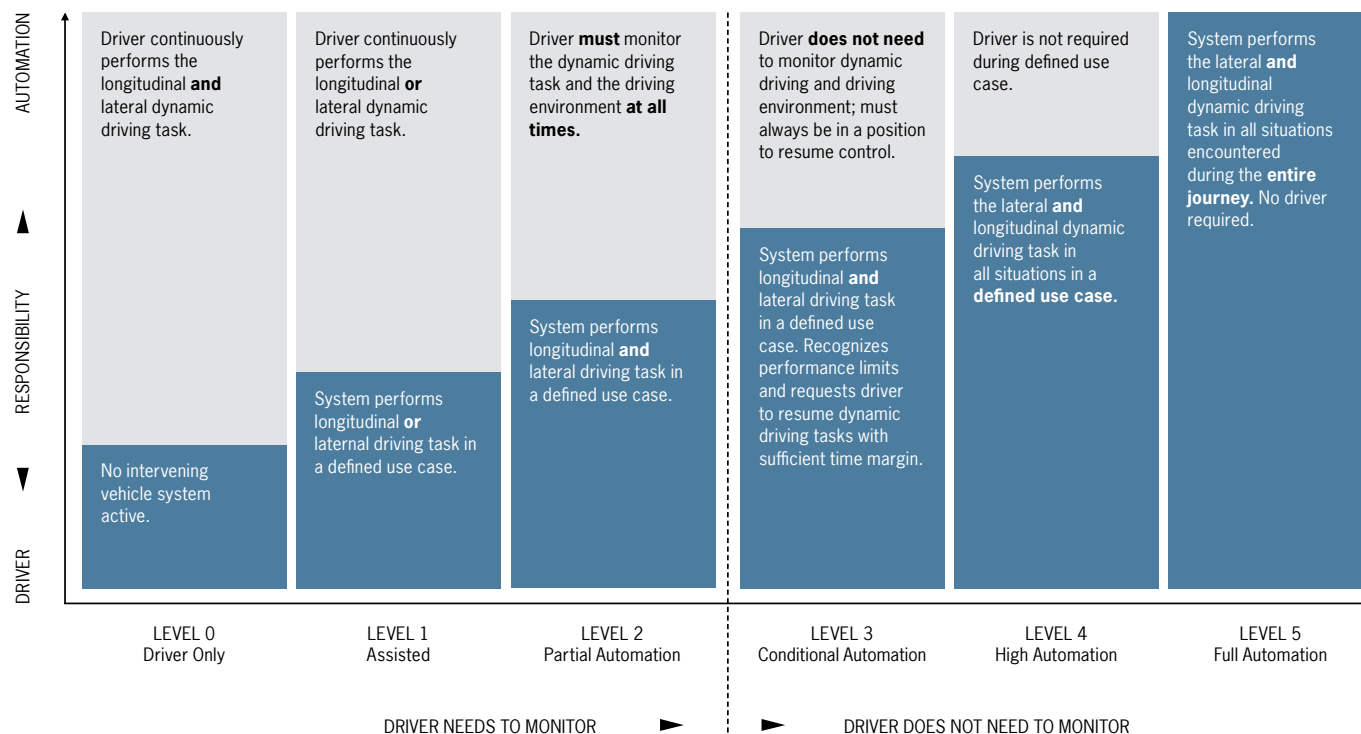 AUTOMATION
RESPONSIBILITY
DRIVER
Driver continuously
performs the
longitudinal and
lateral dynamic
driving task.
No intervening
vehicle system
active.
LEVEL 0
Driver Only
Driver continuously
performs the
longitudinal or
lateral dynamic
driving task.
System performs
longitudinal or
laternal driving task in
a defined use case.
LEVEL 1
Assisted
Driver must monitor
the dynamic driving
task and the driving
environment at all
times.
System performs
longitudinal and
lateral driving task in
a defined use case.
LEVEL 2
Partial Automation
Driver does not need
to monitor dynamic
driving and driving
environment; must
always be in a position
to resume control.
System performs
longitudinal and
lateral driving task
in a defined use
case. Recognizes
performance limits
and requests driver
to resume dynamic
driving tasks with
sufficient time margin.
LEVEL 3
Conditional Automation
Driver is not required
during defined use
case.
System performs
the lateral and
longitudinal dynamic
driving task in
all situations in a
defined use case.
LEVEL 4
High Automation
System performs
the lateral and
longitudinal
dynamic driving
task in all situations
encountered
during the entire
journey. No driver
required.
LEVEL 5
Full Automation
DRIVER NEEDS TO MONITOR
DRIVER DOES NOT NEED TO MONITOR